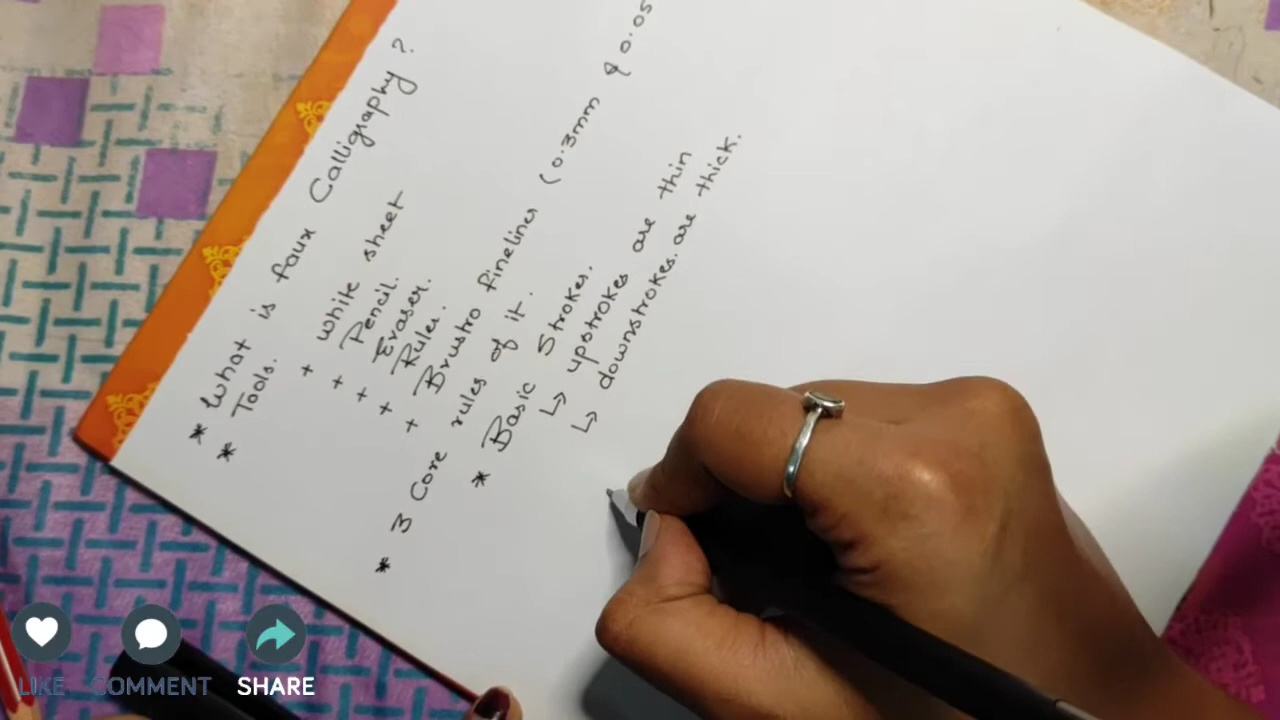 * What is faux Calligraphy?
* Tools.
+ white sheet
+ Pencil.
+ Eraser.
+ Ruler.
+ Brustro fineliner (0.3mm & 0.05
* 3 Core rules of it.
* Basic Strokes.
↳ upstrokes are thin
↳ downstrokes. are thick.
LIKE COMMENT SHARE